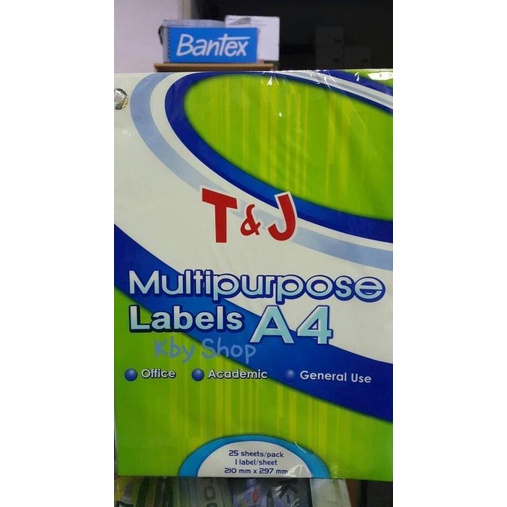 Bantex
T & J
Multipurpose
Labels A4
Kby Shop
Office Academic General Use
25 sheets/pack
1 label/sheet
210 mm x 297 mm